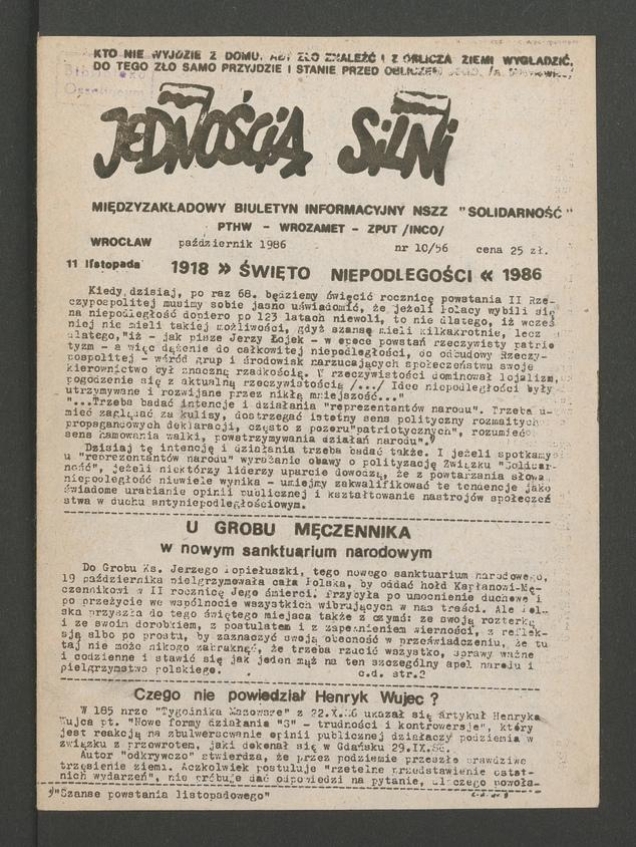 KTO NIE WYJDZIE Z DOMU, ABY ZŁO ZNALEŹĆ I Z OBLICZA ZIEMI WYGŁADZIĆ,
DO TEGO ZŁO SAMO PRZYJDZIE I STANIE PRZED OBLICZEM
Biblioteka
Ossolineum
JEDNOŚCIĄ SILNI
MIĘDZYZAKŁADOWY BIULETYN INFORMACYJNY NSZZ "SOLIDARNOŚĆ"
PTHW - WROZAMET - ZPUT /INCO/
WROCŁAW październik 1986 nr 10/56 cena 25 zł.
11 listopada 1918 » ŚWIĘTO NIEPODLEGOŚCI « 1986
Kiedy dzisiaj, po raz 68. będziemy święcić rocznicę powstania II Rze-
czypospolitej musimy sobie jasno uświadomić, że jeżeli Polacy wybili się
na niepodległość dopiero po 123 latach niewoli, to nie dlatego, iż wcześ
niej nie mieli takiej możliwości, gdyż szansę mieli kilkakrotnie, lecz
dlatego,"iż - jak pisze Jerzy Łojek - w epoce powstań rzeczywisty patrio
tyzm - a więc dążenie do całkowitej niepodległości, do odbudowy Rzeczy-
pospolitej - wśród grup i środowisk narzucających społeczeństwu swoje
kierownictwo był znaczną rzadkością. W rzeczywistości dominował lojalizm,
pogodzenie się z aktualną rzeczywistością /.../ Idee niepodległości były
utrzymywane i rozwijane przez nikłą mniejszość..."
"...Trzeba badać intencje i działania "reprezentantów narodu". Trzeba u-
mieć zaglądać za kulisy, dostrzegać istotny sens polityczny rozmaitych
propagandowych deklaracji, często z pozoru"patriotycznych", rozumieć
sens hamowania walki, powstrzymywania działań narodu".
Dzisiaj tę intencję i działania trzeba badać także. I jeżeli spotkamy
u "reprezentantów narodu" wyrażanie obawy o polityzację Związku "Solidar-
ność", jeżeli niektórzy liderzy uparcie dowodzą, że z powtarzania słowa
niepodległość niewiele wynika - umiejmy zakwalifikować te tendencje jako
świadome urabianie opinii publicznej i kształtowanie nastrojów społeczeń
stwa w duchu antyniepodległościowym.
U GROBU MĘCZENNIKA
w nowym sanktuarium narodowym
Do Grobu Ks. Jerzego Popiełuszki, tego nowego sanktuarium narodowego,
19 października pielgrzymowała cała Polska, by oddać hołd Kapłanowi-Mę-
czennikowi w II rocznicę Jego śmierci. Przybyła po umocnienie duchowe i
po przeżycie we wspólnocie wszystkich wibrujących w nas treści. Ale Pol-
ska przyszła do tego świętego miejsca także z czymś: ze swoją rozterką
i ze swoim dorobkiem, z postulatem i z zapewnieniem wierności, z reflek-
sją albo po prostu, by zaznaczyć swoją obecność w przeświadczeniu, że tu
taj nie może nikogo zabraknąć, że trzeba rzucić wszystko, sprawy ważne
i codzienne i stawić się jak jeden mąż na ten szczególny apel narodu i
pielgrzymstwo polskiego. c.d. str.2
Czego nie powiedział Henryk Wujec ?
W 185 nrze "Tygodnika Mazowsze" z 22.X.86 ukazał się artykuł Henryka
Wujca pt. "Nowe formy działania "S" - trudności i kontrowersje", który
jest reakcją na zbulwersowanie opinii publicznej działaczy podziemia w
związku z przewrotem, jaki dokonał się w Gdańsku 29.IX.86.
Autor "odkrywczo" stwierdza, że przez podziemie przeszło prawdziwe
trzęsienie ziemi. Aczkolwiek postuluje "rzetelne przedstawienie ostat-
nich wydarzeń", nie próbuje dać odpowiedzi na pytanie, dlaczego powoła-
"Szanse powstania listopadowego"